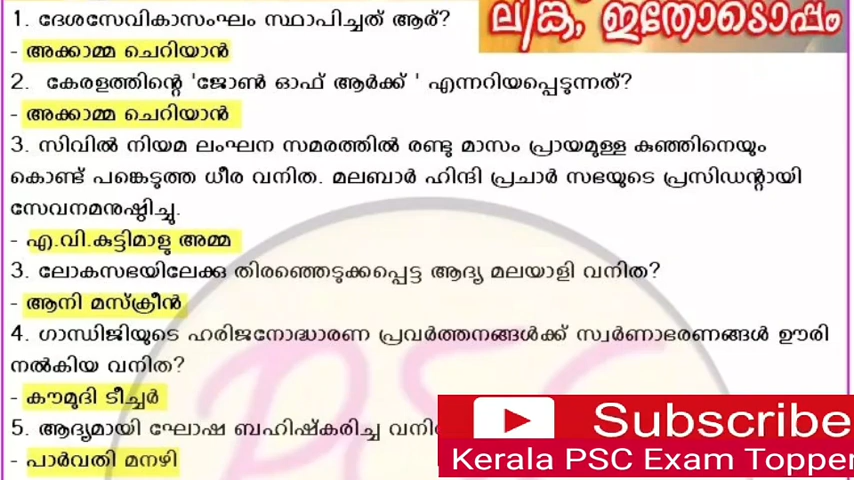 ലിങ്ക് ഇതോടൊപ്പം
1. ദേശസേവികാസംഘം സ്ഥാപിച്ചത് ആര്?
- അക്കാമ്മ ചെറിയാൻ
2. കേരളത്തിന്റെ 'ജോൺ ഓഫ് ആർക്ക് ' എന്നറിയപ്പെടുന്നത്?
- അക്കാമ്മ ചെറിയാൻ
3. സിവിൽ നിയമ ലംഘന സമരത്തിൽ രണ്ടു മാസം പ്രായമുള്ള കുഞ്ഞിനെയും
കൊണ്ട് പങ്കെടുത്ത ധീര വനിത. മലബാർ ഹിന്ദി പ്രചാർ സഭയുടെ പ്രസിഡന്റായി
സേവനമനുഷ്ഠിച്ചു.
- എ.വി.കുട്ടിമാളു അമ്മ
3. ലോകസഭയിലേക്കു തിരഞ്ഞെടുക്കപ്പെട്ട ആദ്യ മലയാളി വനിത?
- ആനി മസ്ക്രീൻ
4. ഗാന്ധിജിയുടെ ഹരിജനോദ്ധാരണ പ്രവർത്തനങ്ങൾക്ക് സ്വർണാഭരണങ്ങൾ ഊരി
നൽകിയ വനിത?
- കൗമുദി ടീച്ചർ
5. ആദ്യമായി ഘോഷ ബഹിഷ്കരിച്ച
- പാർവതി മനഴി
PSC
Subscribe
Kerala PSC Exam Topper